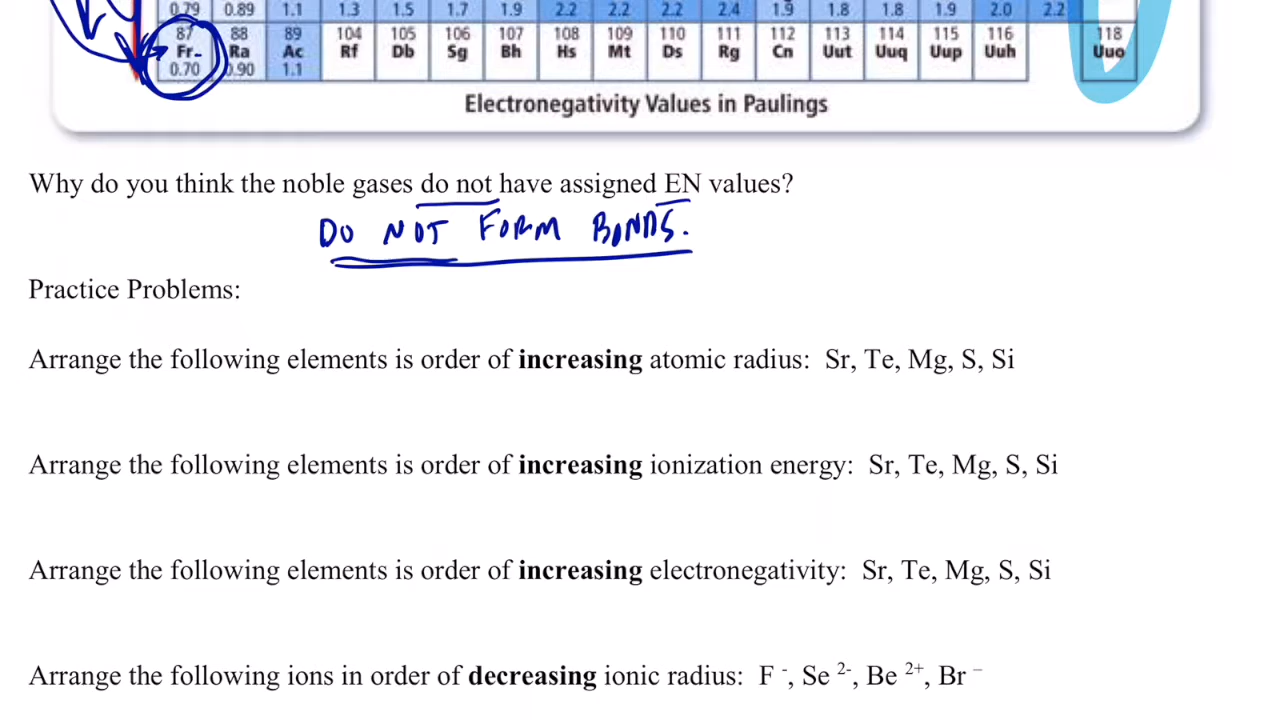 0.79 0.89 1.1 1.3 1.5 1.7 1.9 2.2 2.2 2.2 2.4 1.9 1.8 1.8 1.9 2.0 2.2
87 88 89 104 105 106 107 108 109 110 111 112 113 114 115 116 118
Fr Ra Ac Rf Db Sg Bh Hs Mt Ds Rg Cn Uut Uuq Uup Uuh Uuo
0.70 0.90 1.1
Electronegativity Values in Paulings
Why do you think the noble gases do not have assigned EN values?
DO NOT FORM BONDS.
Practice Problems:
Arrange the following elements is order of increasing atomic radius: Sr, Te, Mg, S, Si
Arrange the following elements is order of increasing ionization energy: Sr, Te, Mg, S, Si
Arrange the following elements is order of increasing electronegativity: Sr, Te, Mg, S, Si
Arrange the following ions in order of decreasing ionic radius: F ⁻, Se ²⁻, Be ²⁺, Br ⁻